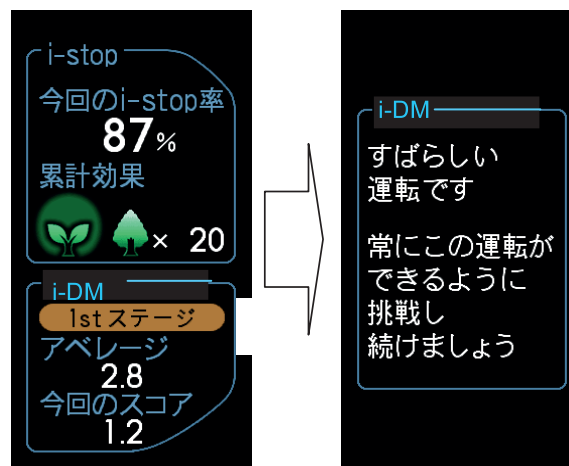 i-stop
今回のi-stop率
87%
累計効果
× 20
i-DM
1stステージ
アベレージ
2.8
今回のスコア
1.2
i-DM
すばらしい
運転です
常にこの運転が
できるように
挑戦し
続けましょう